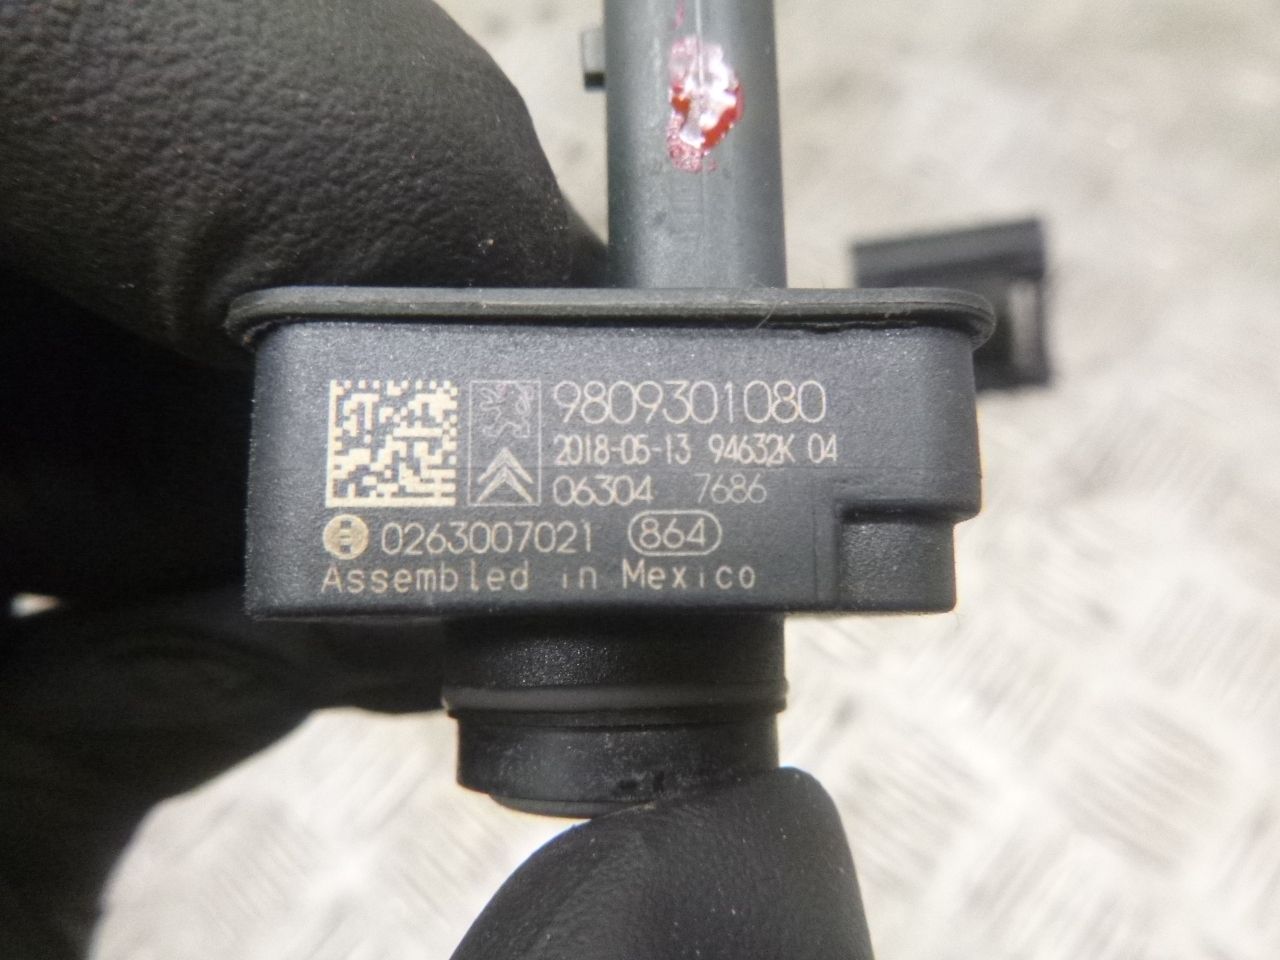 9809301080
2018-05-13 94632K 04
06304 7686
0263007021 864
Assembled in Mexico